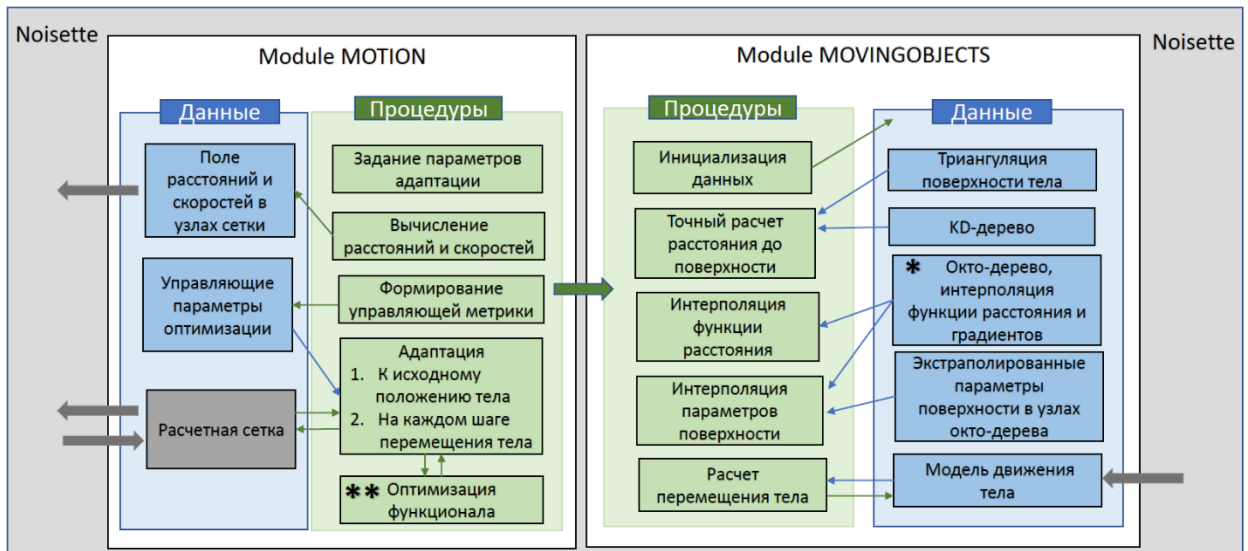 Noisette
Module MOTION
Данные
Поле
расстояний и
скоростей в
узлах сетки
Управляющие
параметры
оптимизации
Расчетная сетка
Процедуры
Задание параметров
адаптации
Вычисление
расстояний и скоростей
Формирование
управляющей метрики
Адаптация
1. К исходному
положению тела
2. На каждом шаге
перемещения тела
** Оптимизация
функционала
Module MOVINGOBJECTS
Процедуры
Инициализация
данных
Точный расчет
расстояния до
поверхности
Интерполяция
функции
расстояния
Интерполяция
параметров
поверхности
Расчет
перемещения тела
Данные
Триангуляция
поверхности тела
KD-дерево
* Окто-дерево,
интерполяция
функции расстояния и
градиентов
Экстраполированные
параметры
поверхности в узлах
окто-дерева
Модель движения
тела
Noisette